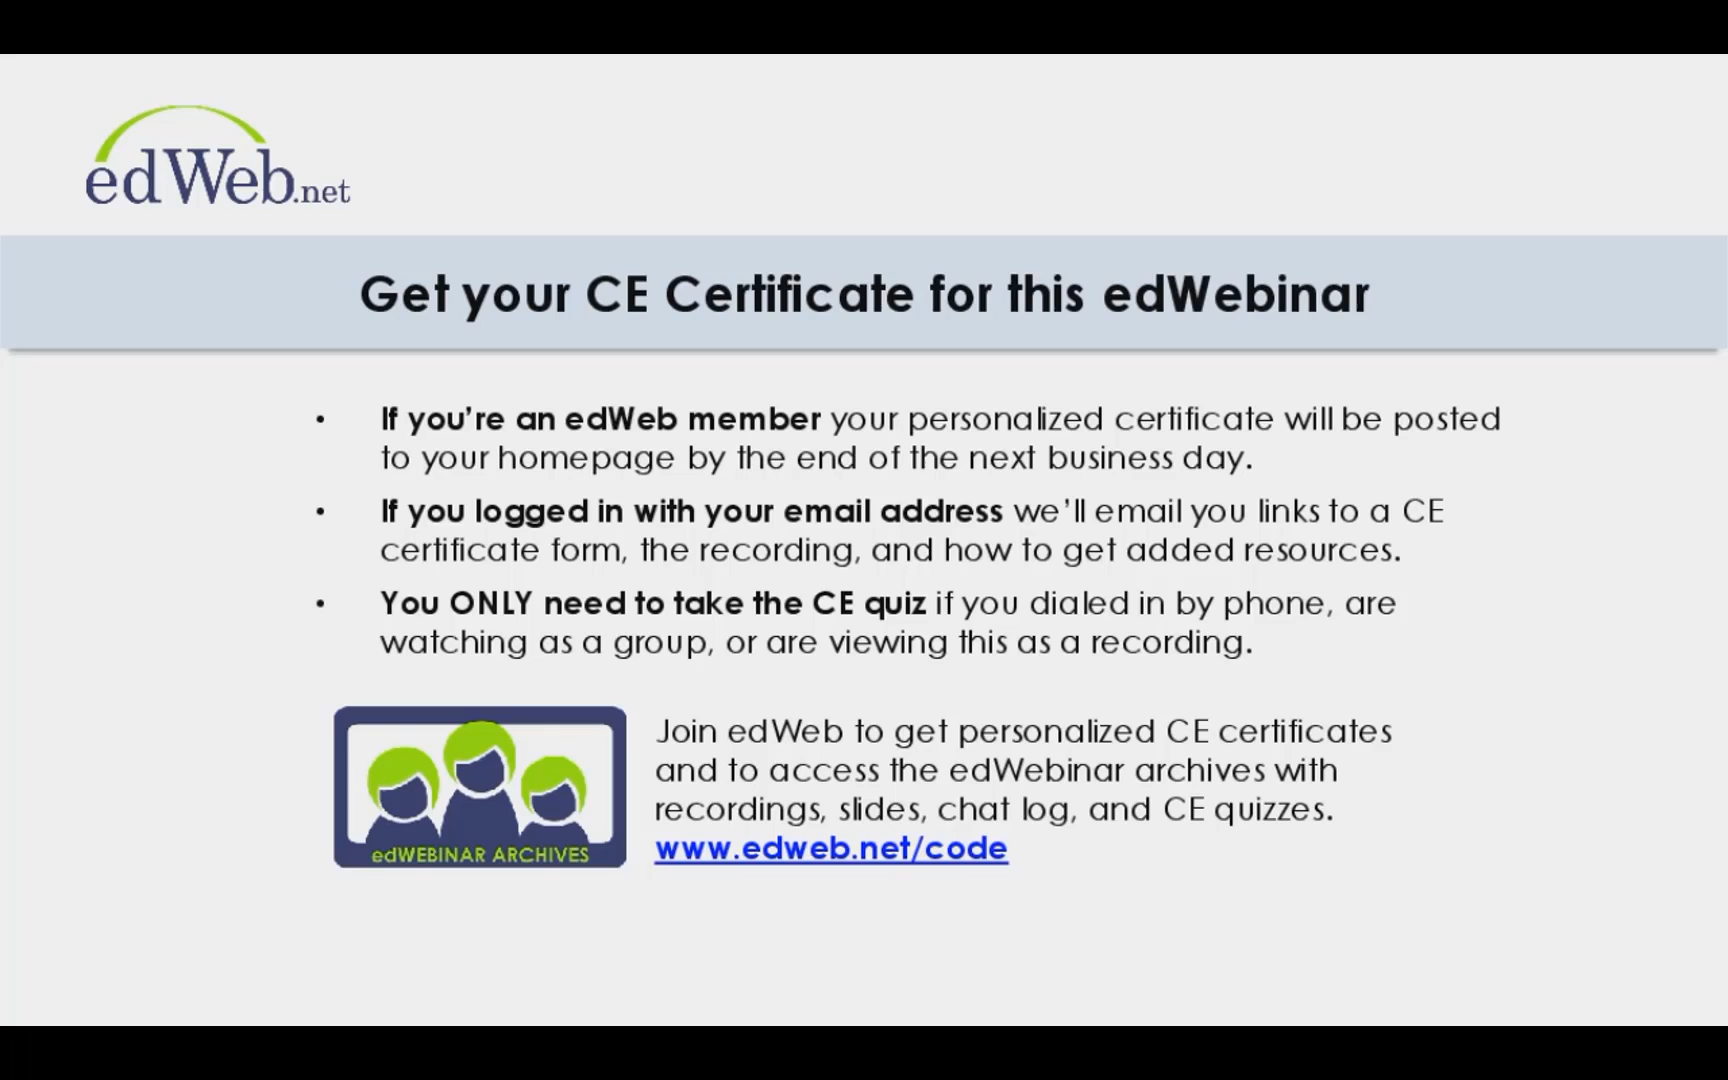 edWeb.net
Get your CE Certificate for this edWebinar
• If you're an edWeb member your personalized certificate will be posted
to your homepage by the end of the next business day.
• If you logged in with your email address we'll email you links to a CE
certificate form, the recording, and how to get added resources.
• You ONLY need to take the CE quiz if you dialed in by phone, are
watching as a group, or are viewing this as a recording.
edWEBINAR ARCHIVES
Join edWeb to get personalized CE certificates
and to access the edWebinar archives with
recordings, slides, chat log, and CE quizzes.
www.edweb.net/code